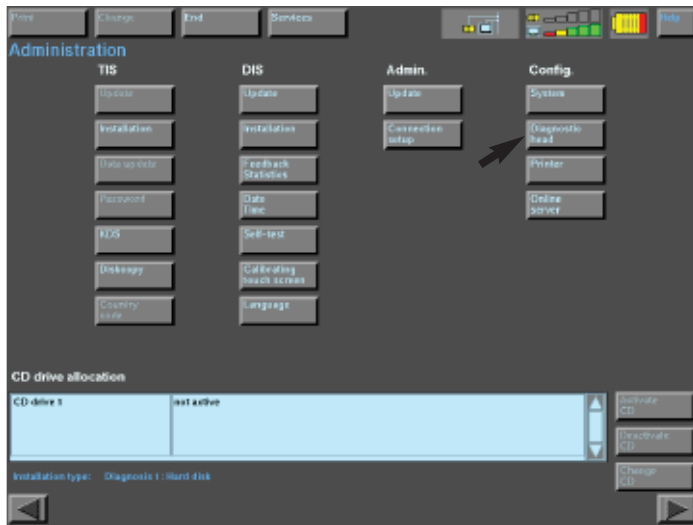 Print
Change
End
Services
Help
Administration
TIS
DIS
Admin.
Config.
Update
Update
Update
System
Installation
Installation
Connection
setup
Diagnostic
head
Data update
Feedback
Statistics
Printer
Password
Date
Time
Online
server
KDS
Self-test
Diskcopy
Calibrating
touch screen
Country
code
Language
CD drive allocation
CD drive 1
not active
Activate
CD
Deactivate
CD
Change
CD
Installation type: Diagnosis 1 : Hard disk